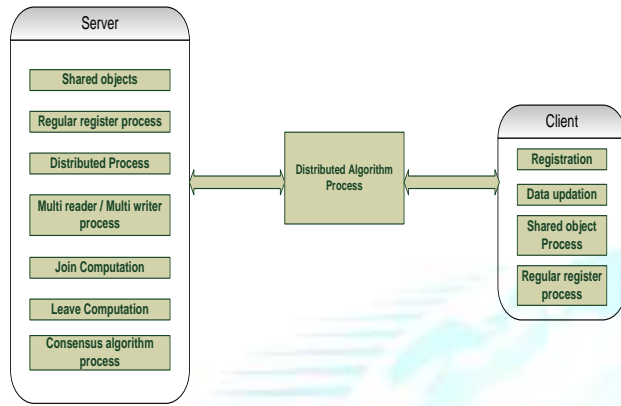 Server
Shared objects
Regular register process
Distributed Process
Multi reader / Multi writer
process
Join Computation
Leave Computation
Consensus algorithm
process
Distributed Algorithm
Process
Client
Registration
Data updation
Shared object
Process
Regular register
process